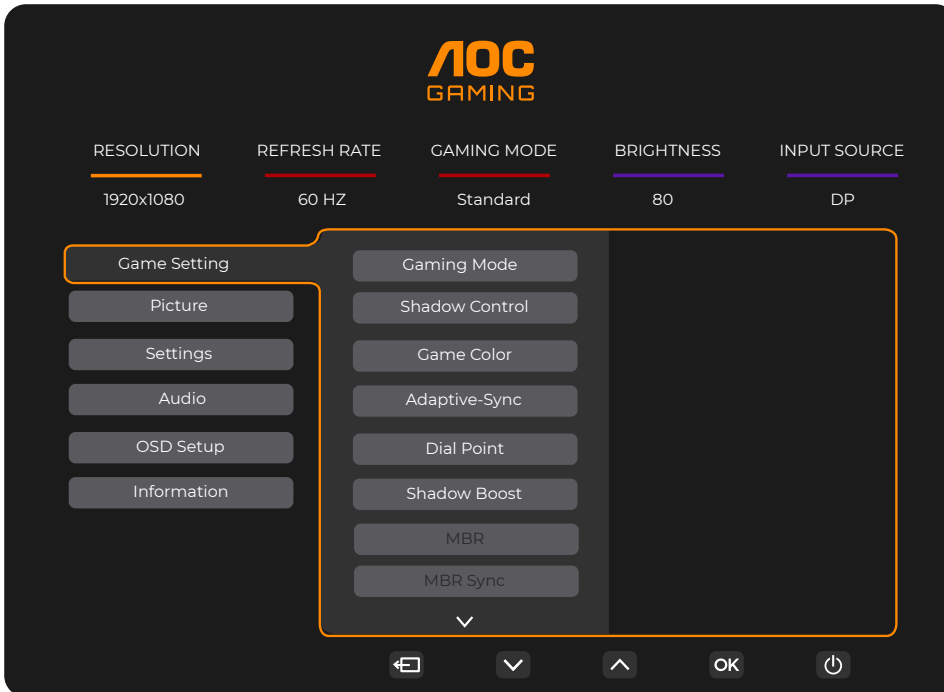 AOC
GAMING
RESOLUTION REFRESH RATE GAMING MODE BRIGHTNESS INPUT SOURCE
1920x1080 60 HZ Standard 80 DP
Game Setting
Picture
Settings
Audio
OSD Setup
Information
Gaming Mode
Shadow Control
Game Color
Adaptive-Sync
Dial Point
Shadow Boost
MBR
MBR Sync
OK